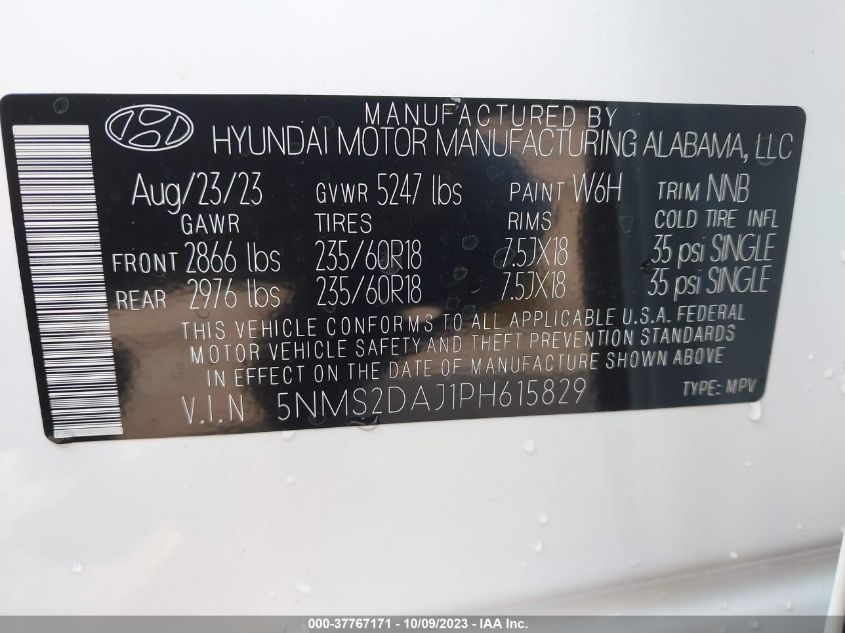 MANUFACTURED BY
HYUNDAI MOTOR MANUFACTURING ALABAMA, LLC
Aug/23/23 GVWR 5247 lbs PAINT W6H TRIM NNB
GAWR TIRES RIMS COLD TIRE INFL
FRONT 2866 lbs 235/60R18 7.5JX18 35 psi SINGLE
REAR 2976 lbs 235/60R18 7.5JX18 35 psi SINGLE
THIS VEHICLE CONFORMS TO ALL APPLICABLE U.S.A. FEDERAL
MOTOR VEHICLE SAFETY AND THEFT PREVENTION STANDARDS
IN EFFECT ON THE DATE OF MANUFACTURE SHOWN ABOVE
V.I.N 5NMS2DAJ1PH615829 TYPE: MPV
000-37767171 - 10/09/2023 - IAA Inc.